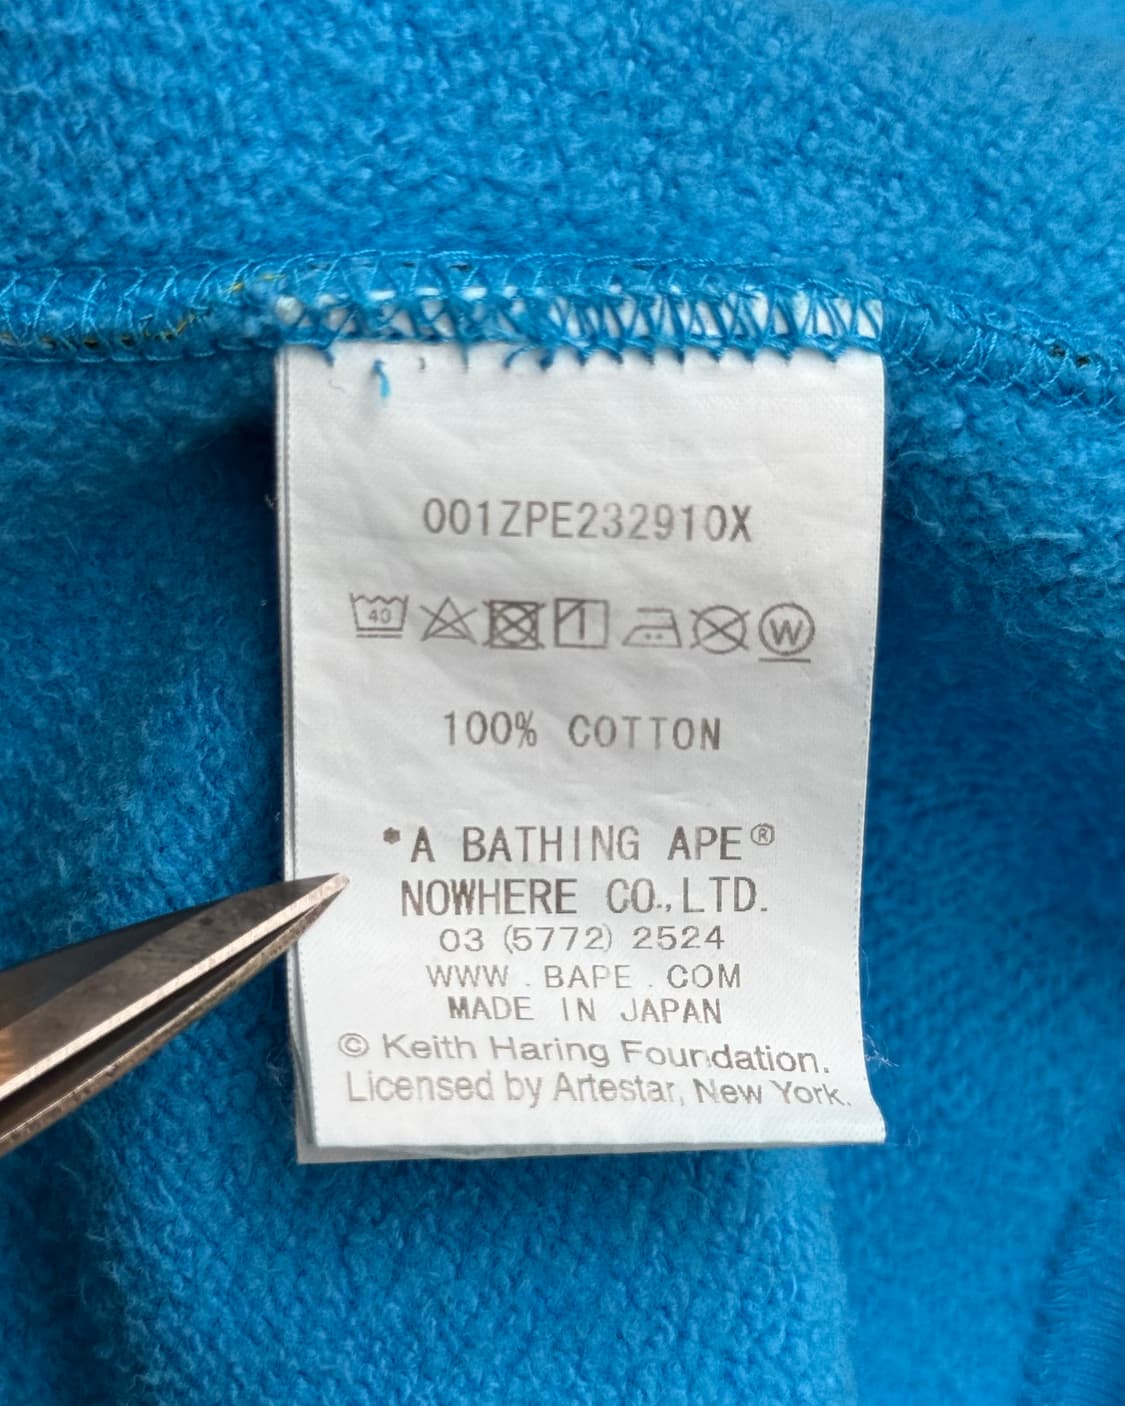 001ZPE232910X
40
W
100% COTTON
*A BATHING APE®
NOWHERE CO.,LTD.
03 (5772) 2524
WWW . BAPE . COM
MADE IN JAPAN
© Keith Haring Foundation.
Licensed by Artestar, New York.